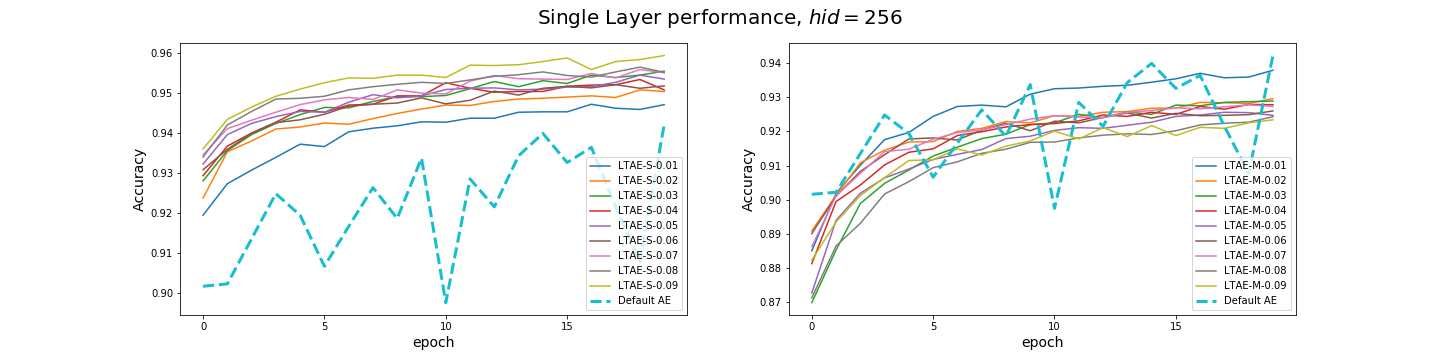 Single Layer performance, hid = 256
Accuracy
0.96
0.95
0.94
0.93
0.92
0.91
0.90
0
5
10
15
epoch
LTAE-S-0.01
LTAE-S-0.02
LTAE-S-0.03
LTAE-S-0.04
LTAE-S-0.05
LTAE-S-0.06
LTAE-S-0.07
LTAE-S-0.08
LTAE-S-0.09
Default AE
Accuracy
0.94
0.93
0.92
0.91
0.90
0.89
0.88
0.87
0
5
10
15
epoch
LTAE-M-0.01
LTAE-M-0.02
LTAE-M-0.03
LTAE-M-0.04
LTAE-M-0.05
LTAE-M-0.06
LTAE-M-0.07
LTAE-M-0.08
LTAE-M-0.09
Default AE